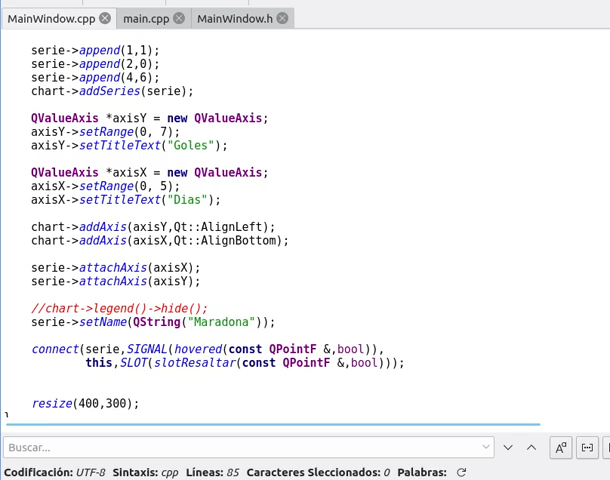 MainWindow.cpp main.cpp MainWindow.h
serie->append(1,1);
serie->append(2,0);
serie->append(4,6);
chart->addSeries(serie);
QValueAxis *axisY = new QValueAxis;
axisY->setRange(0, 7);
axisY->setTitleText("Goles");
QValueAxis *axisX = new QValueAxis;
axisX->setRange(0, 5);
axisX->setTitleText("Dias");
chart->addAxis(axisY,Qt::AlignLeft);
chart->addAxis(axisX,Qt::AlignBottom);
serie->attachAxis(axisX);
serie->attachAxis(axisY);
//chart->legend()->hide();
serie->setName(QString("Maradona"));
connect(serie,SIGNAL(hovered(const QPointF &,bool)),
this,SLOT(slotResaltar(const QPointF &,bool)));
resize(400,300);
Buscar...
Codificación: UTF-8 Sintaxis: cpp Líneas: 85 Caracteres Sleccionados: 0 Palabras: